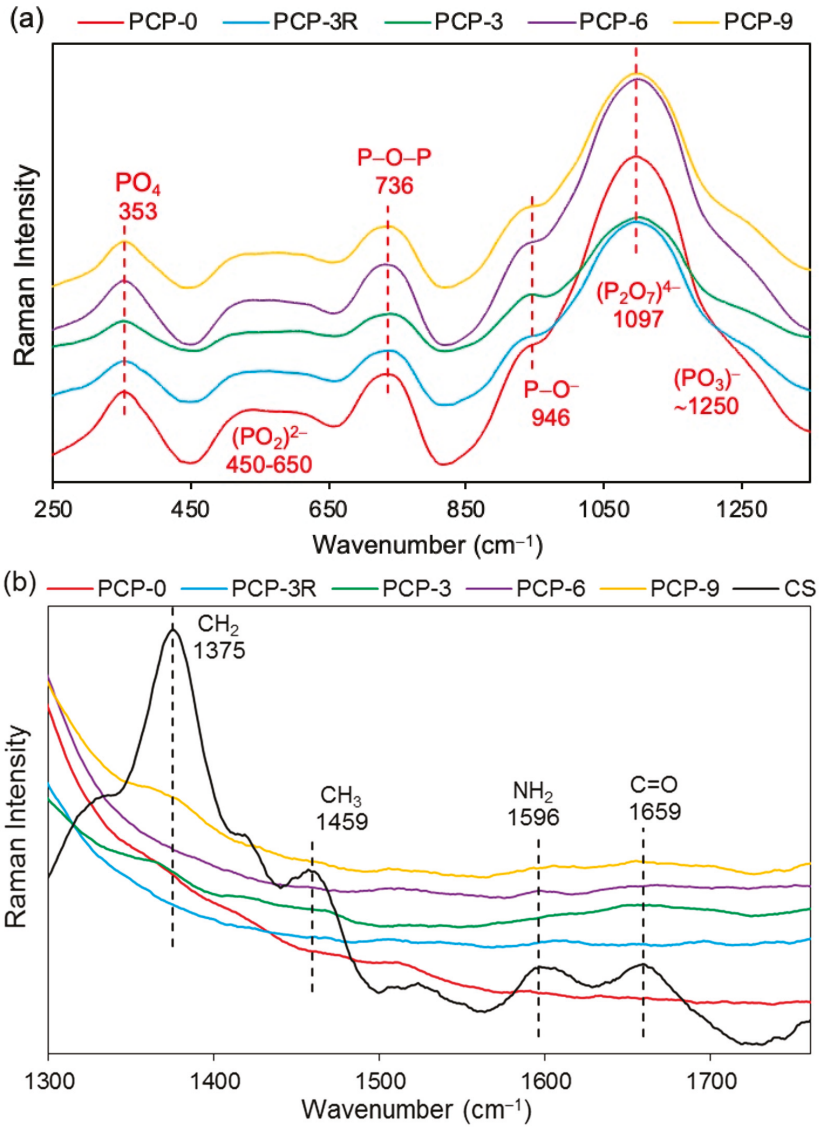 (a) PCP-0 PCP-3R PCP-3 PCP-6 PCP-9
Raman Intensity
PO₄
353
P–O–P
736
(PO₂)²⁻
450-650
P–O⁻
946
(P₂O₇)⁴⁻
1097
(PO₃)⁻
~1250
250 450 650 850 1050 1250
Wavenumber (cm⁻¹)
(b) PCP-0 PCP-3R PCP-3 PCP-6 PCP-9 CS
Raman Intensity
CH₂
1375
CH₃
1459
NH₂
1596
C=O
1659
1300 1400 1500 1600 1700
Wavenumber (cm⁻¹)